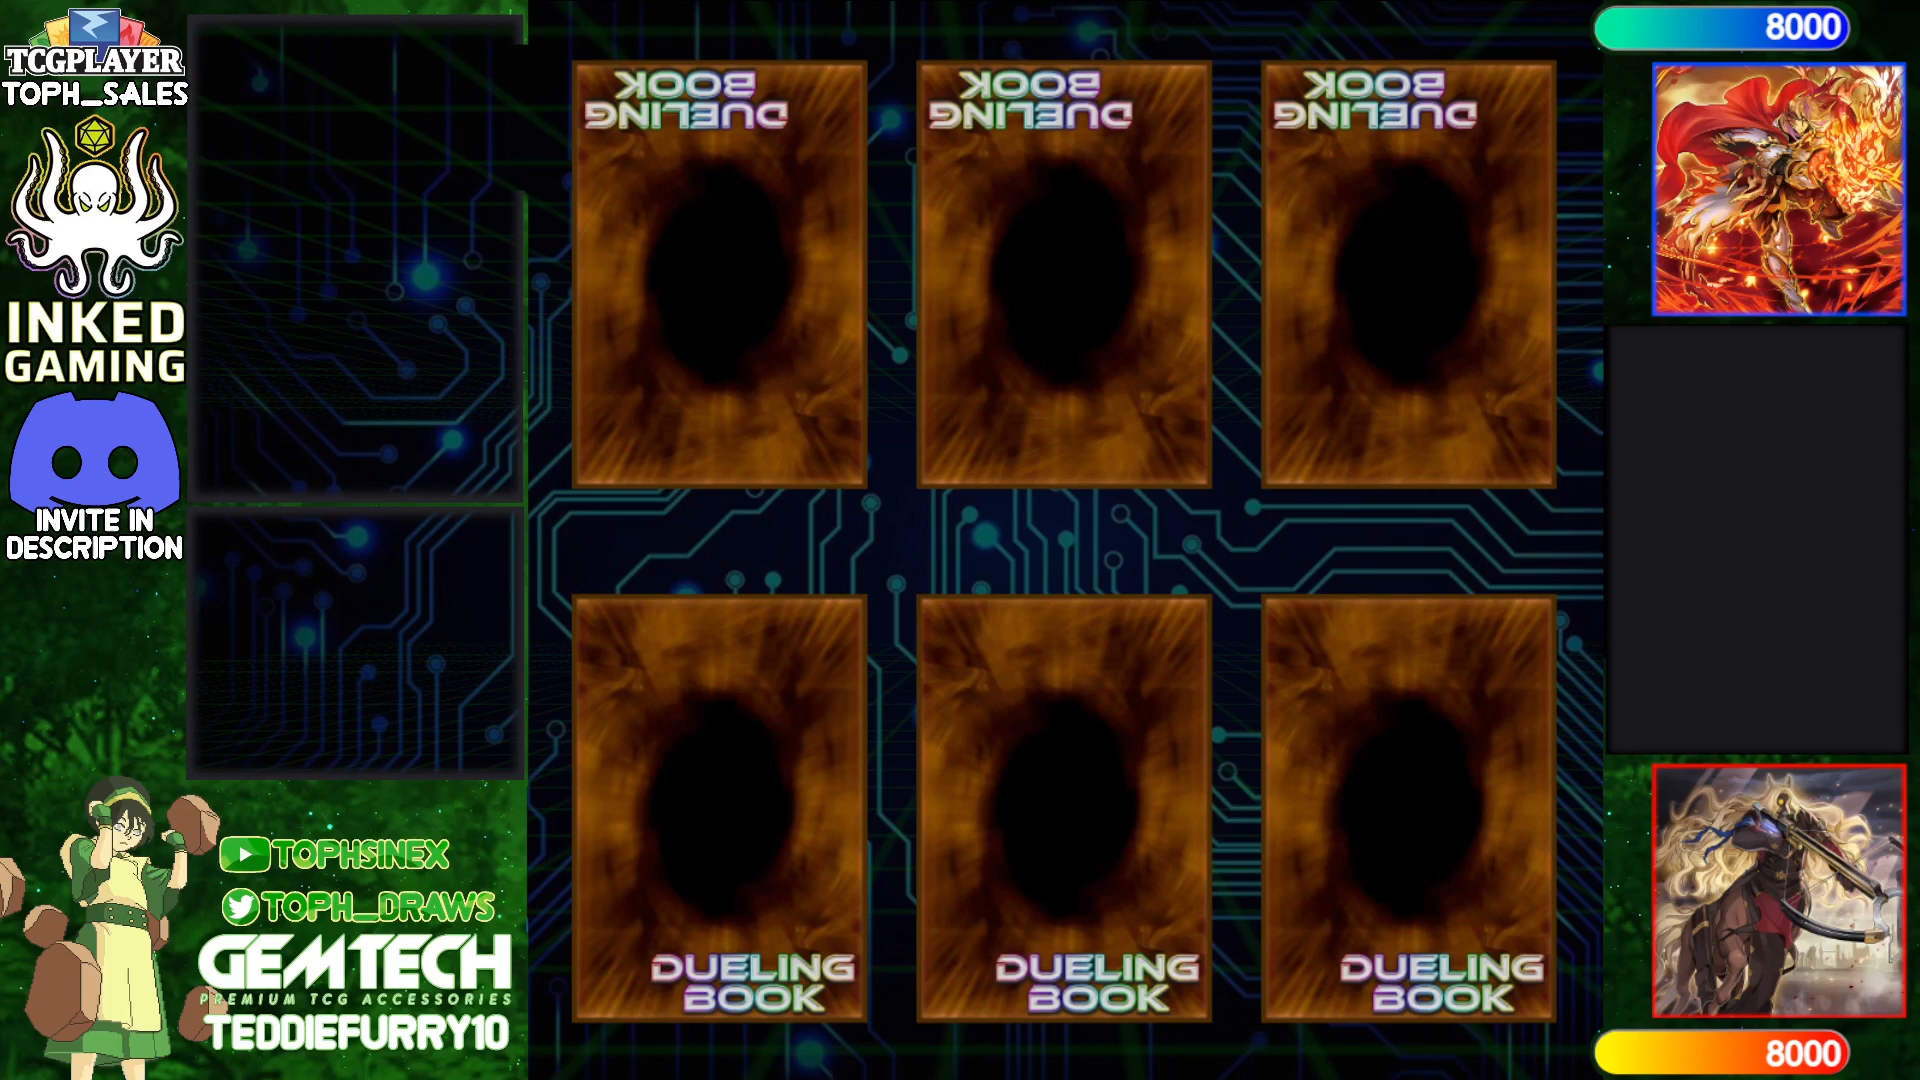 TCGPLAYER
TOPH_SALES
INKED
GAMING
INVITE IN
DESCRIPTION
TOPHSINEX
TOPH_DRAWS
GEMTECH
PREMIUM TCG ACCESSORIES
TEDDIEFURRY10
DUELING
BOOK
DUELING
BOOK
DUELING
BOOK
DUELING
BOOK
DUELING
BOOK
DUELING
BOOK
8000
8000